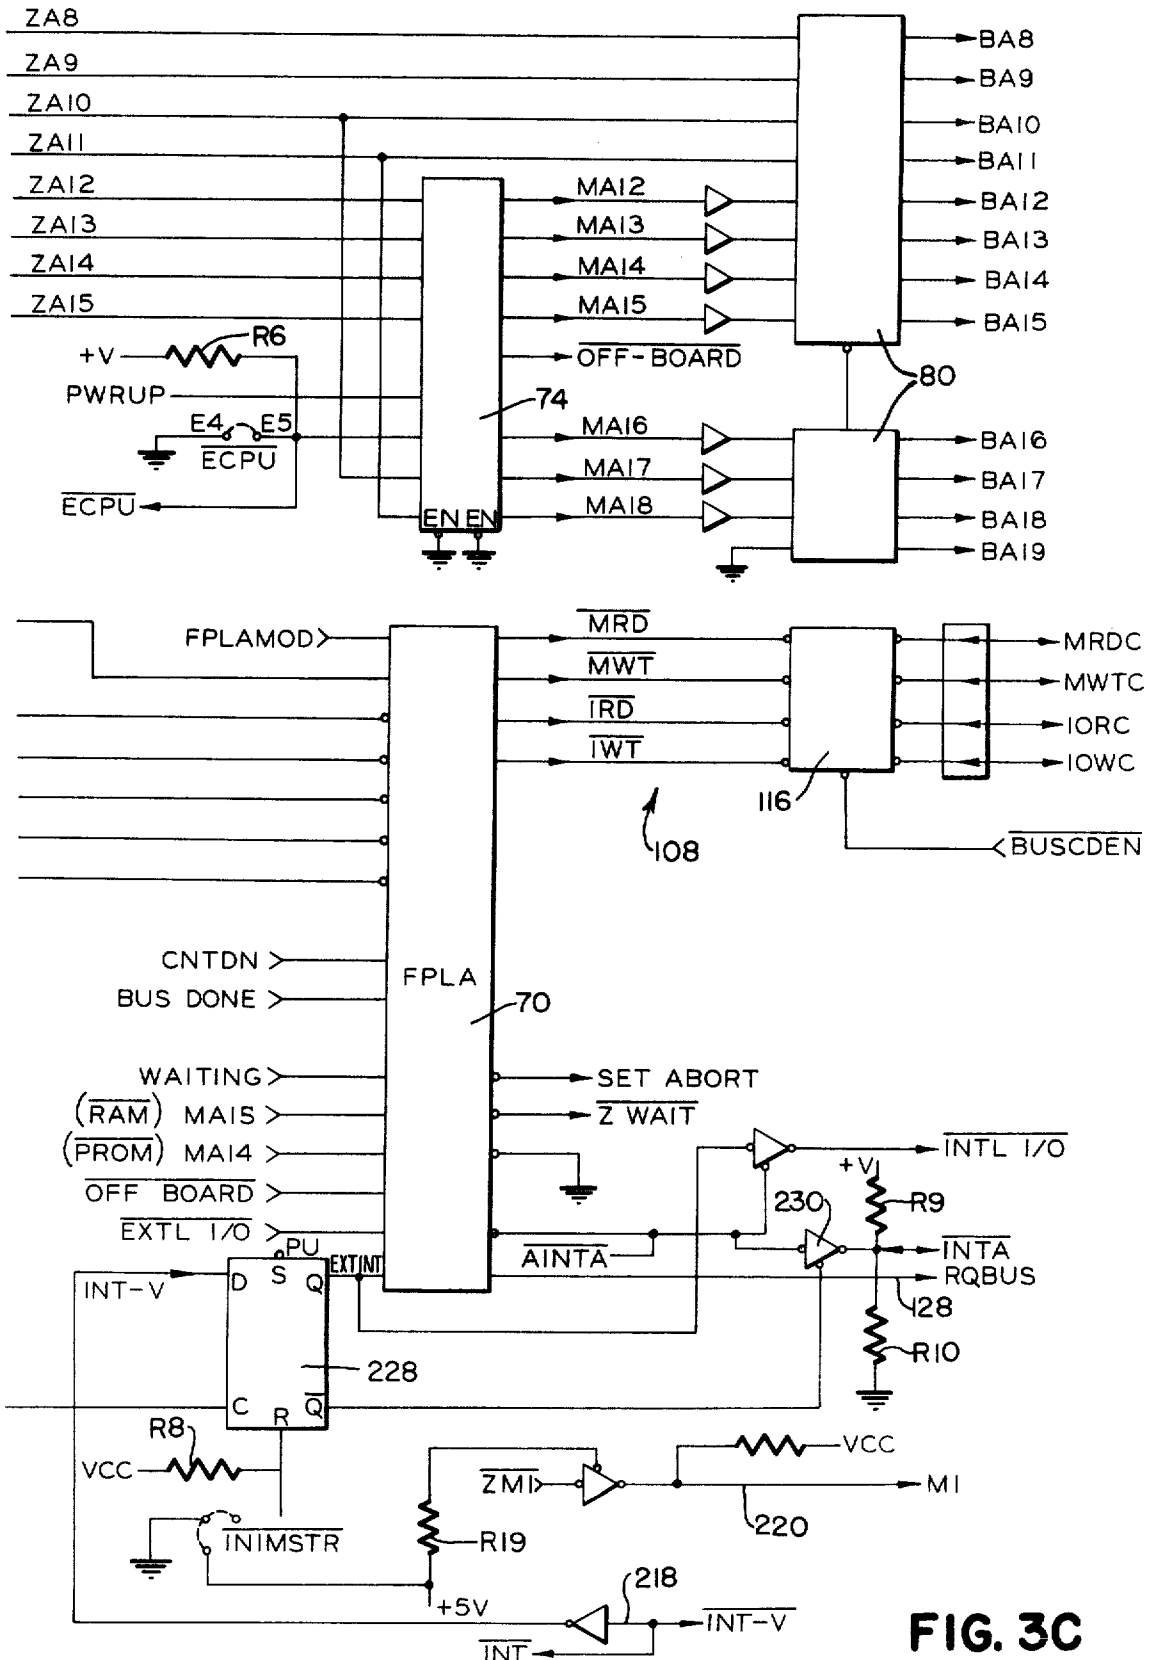 ZA8
BA8
ZA9
BA9
ZA10
BA10
ZA11
BA11
ZA12
MA12
BA12
ZA13
MA13
BA13
ZA14
MA14
BA14
ZA15
MA15
BA15
+V
R6
OFF-BOARD
80
PWRUP
74
E4 E5
ECPU
MA16
BA16
MA17
BA17
ECPU
EN EN
MA18
BA18
BA19
FPLAMOD
MRD
MRDC
MWT
MWTC
IRD
IORC
IWT
IOWC
116
108
BUSCDEN
CNTDN
FPLA
BUS DONE
70
WAITING
SET ABORT
(RAM) MA15
Z WAIT
(PROM) MA14
INTL I/O
+V
OFF BOARD
230
R9
EXTL I/O
AINTA
INTA
PU
EXTINT
INT-V
D
S
Q
RQBUS
128
R10
228
C
R
Q
R8
VCC
VCC
ZM1
M1
220
INIMSTR
R19
+5V
218
INT-V
INT
FIG. 3C